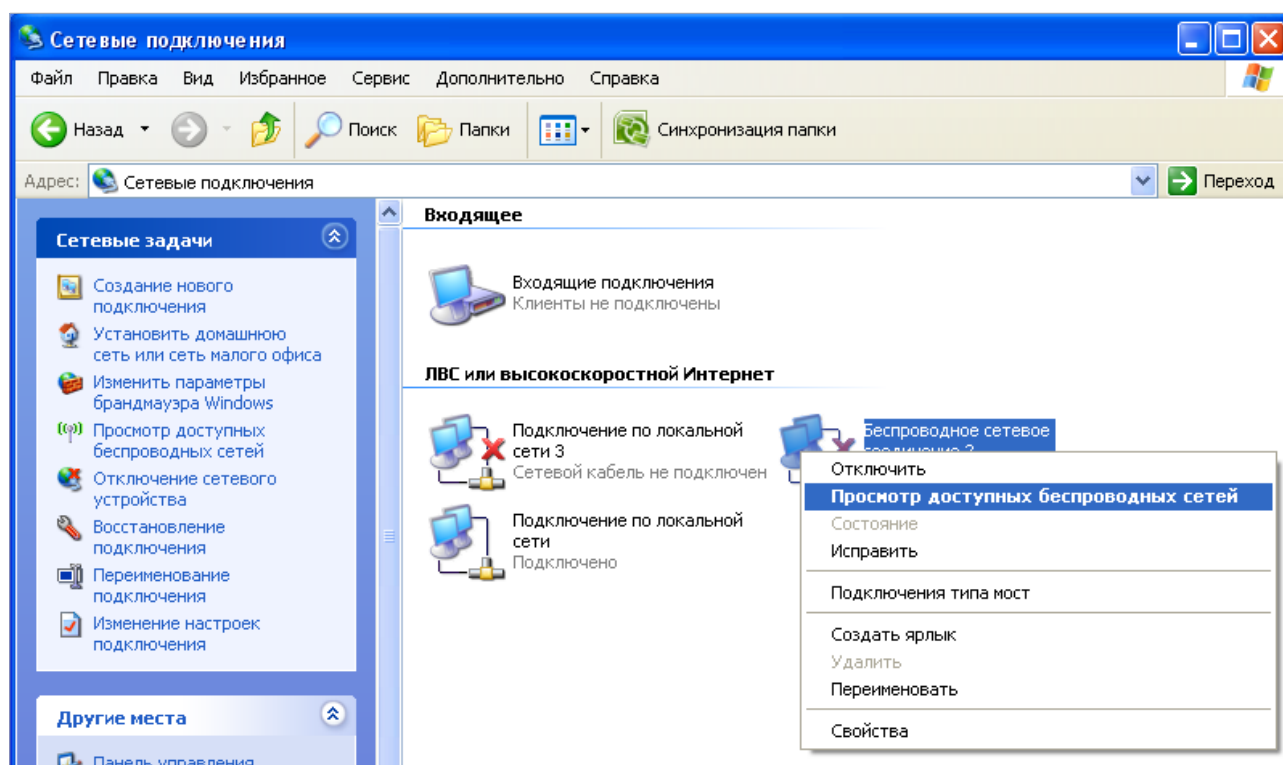 Сетевые подключения
Файл Правка Вид Избранное Сервис Дополнительно Справка
Назад Поиск Папки Синхронизация папки
Адрес: Сетевые подключения Переход
Сетевые задачи
Создание нового
подключения
Установить домашнюю
сеть или сеть малого офиса
Изменить параметры
брандмауэра Windows
Просмотр доступных
беспроводных сетей
Отключение сетевого
устройства
Восстановление
подключения
Переименование
подключения
Изменение настроек
подключения
Другие места
Панель управления
Входящее
Входящие подключения
Клиенты не подключены
ЛВС или высокоскоростной Интернет
Подключение по локальной
сети 3
Сетевой кабель не подключен
Беспроводное сетевое
соединение 2
Подключение по локальной
сети
Подключено
Отключить
Просмотр доступных беспроводных сетей
Состояние
Исправить
Подключения типа мост
Создать ярлык
Удалить
Переименовать
Свойства